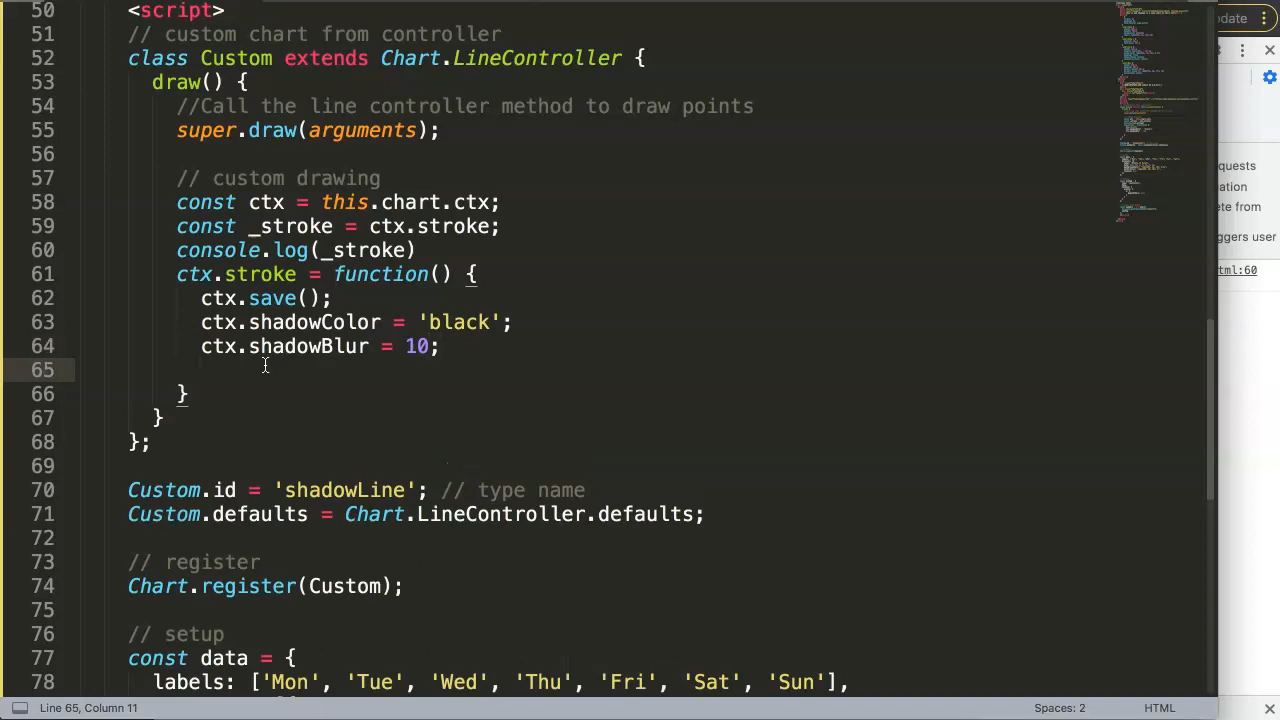 50 <script>
51 // custom chart from controller
52 class Custom extends Chart.LineController {
53 draw() {
54 //Call the line controller method to draw points
55 super.draw(arguments);
56
57 // custom drawing
58 const ctx = this.chart.ctx;
59 const _stroke = ctx.stroke;
60 console.log(_stroke)
61 ctx.stroke = function() {
62 ctx.save();
63 ctx.shadowColor = 'black';
64 ctx.shadowBlur = 10;
65
66 }
67 }
68 };
69
70 Custom.id = 'shadowLine'; // type name
71 Custom.defaults = Chart.LineController.defaults;
72
73 // register
74 Chart.register(Custom);
75
76 // setup
77 const data = {
78 labels: ['Mon', 'Tue', 'Wed', 'Thu', 'Fri', 'Sat', 'Sun'],
Line 65, Column 11
Spaces: 2
HTML
date
quests
ation
te from
ggers user
tml:60